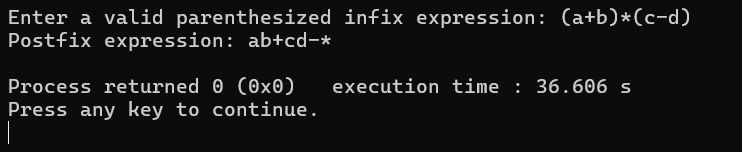 Enter a valid parenthesized infix expression: (a+b)*(c-d)
Postfix expression: ab+cd-*
Process returned 0 (0x0)   execution time : 36.606 s
Press any key to continue.